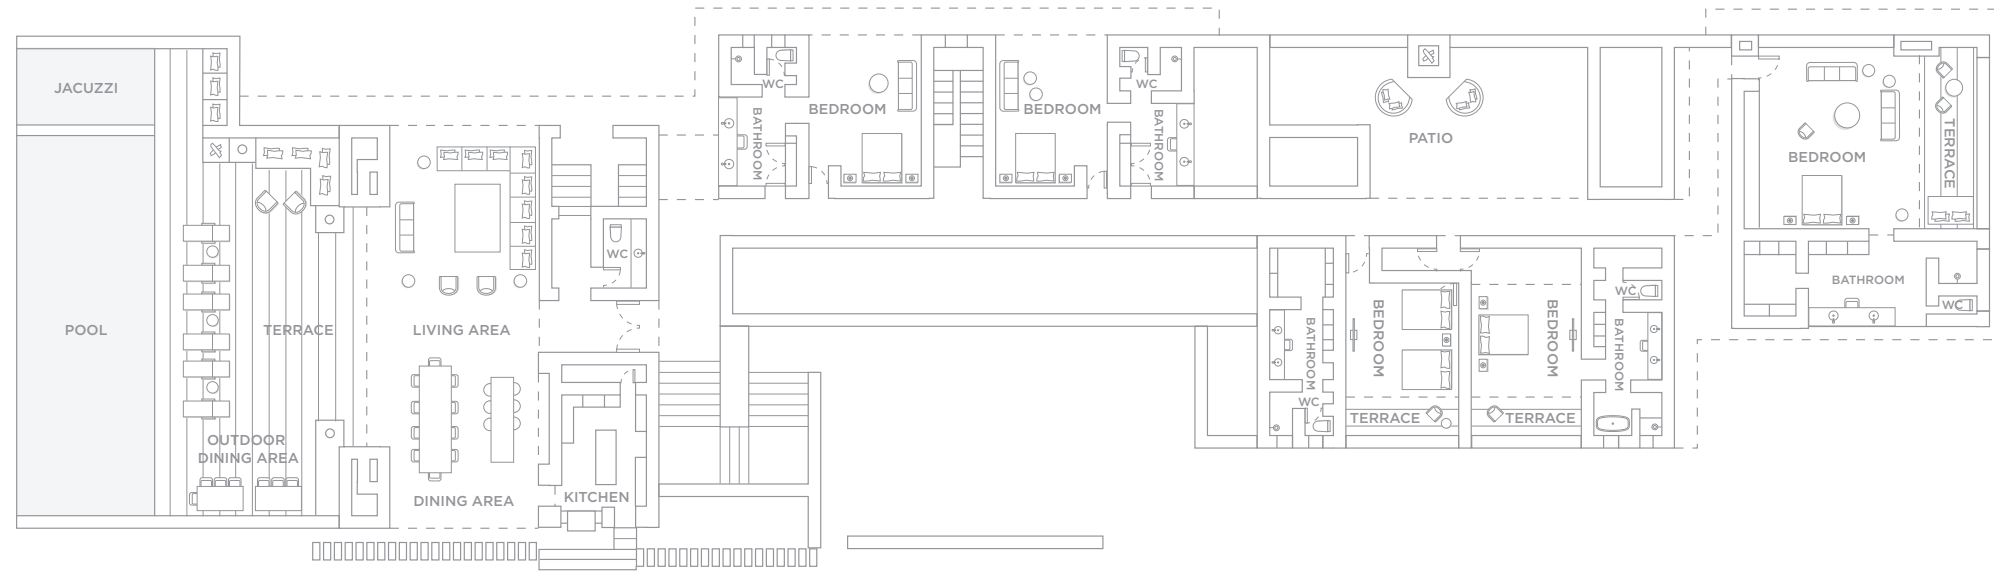 JACUZZI
POOL
TERRACE
OUTDOOR
DINING AREA
LIVING AREA
DINING AREA
KITCHEN
WC
WC
BATHROOM
BEDROOM
BEDROOM
WC
BATHROOM
PATIO
BEDROOM
TERRACE
BATHROOM
WC
BATHROOM
WC
BEDROOM
TERRACE
BEDROOM
TERRACE
WC
BATHROOM